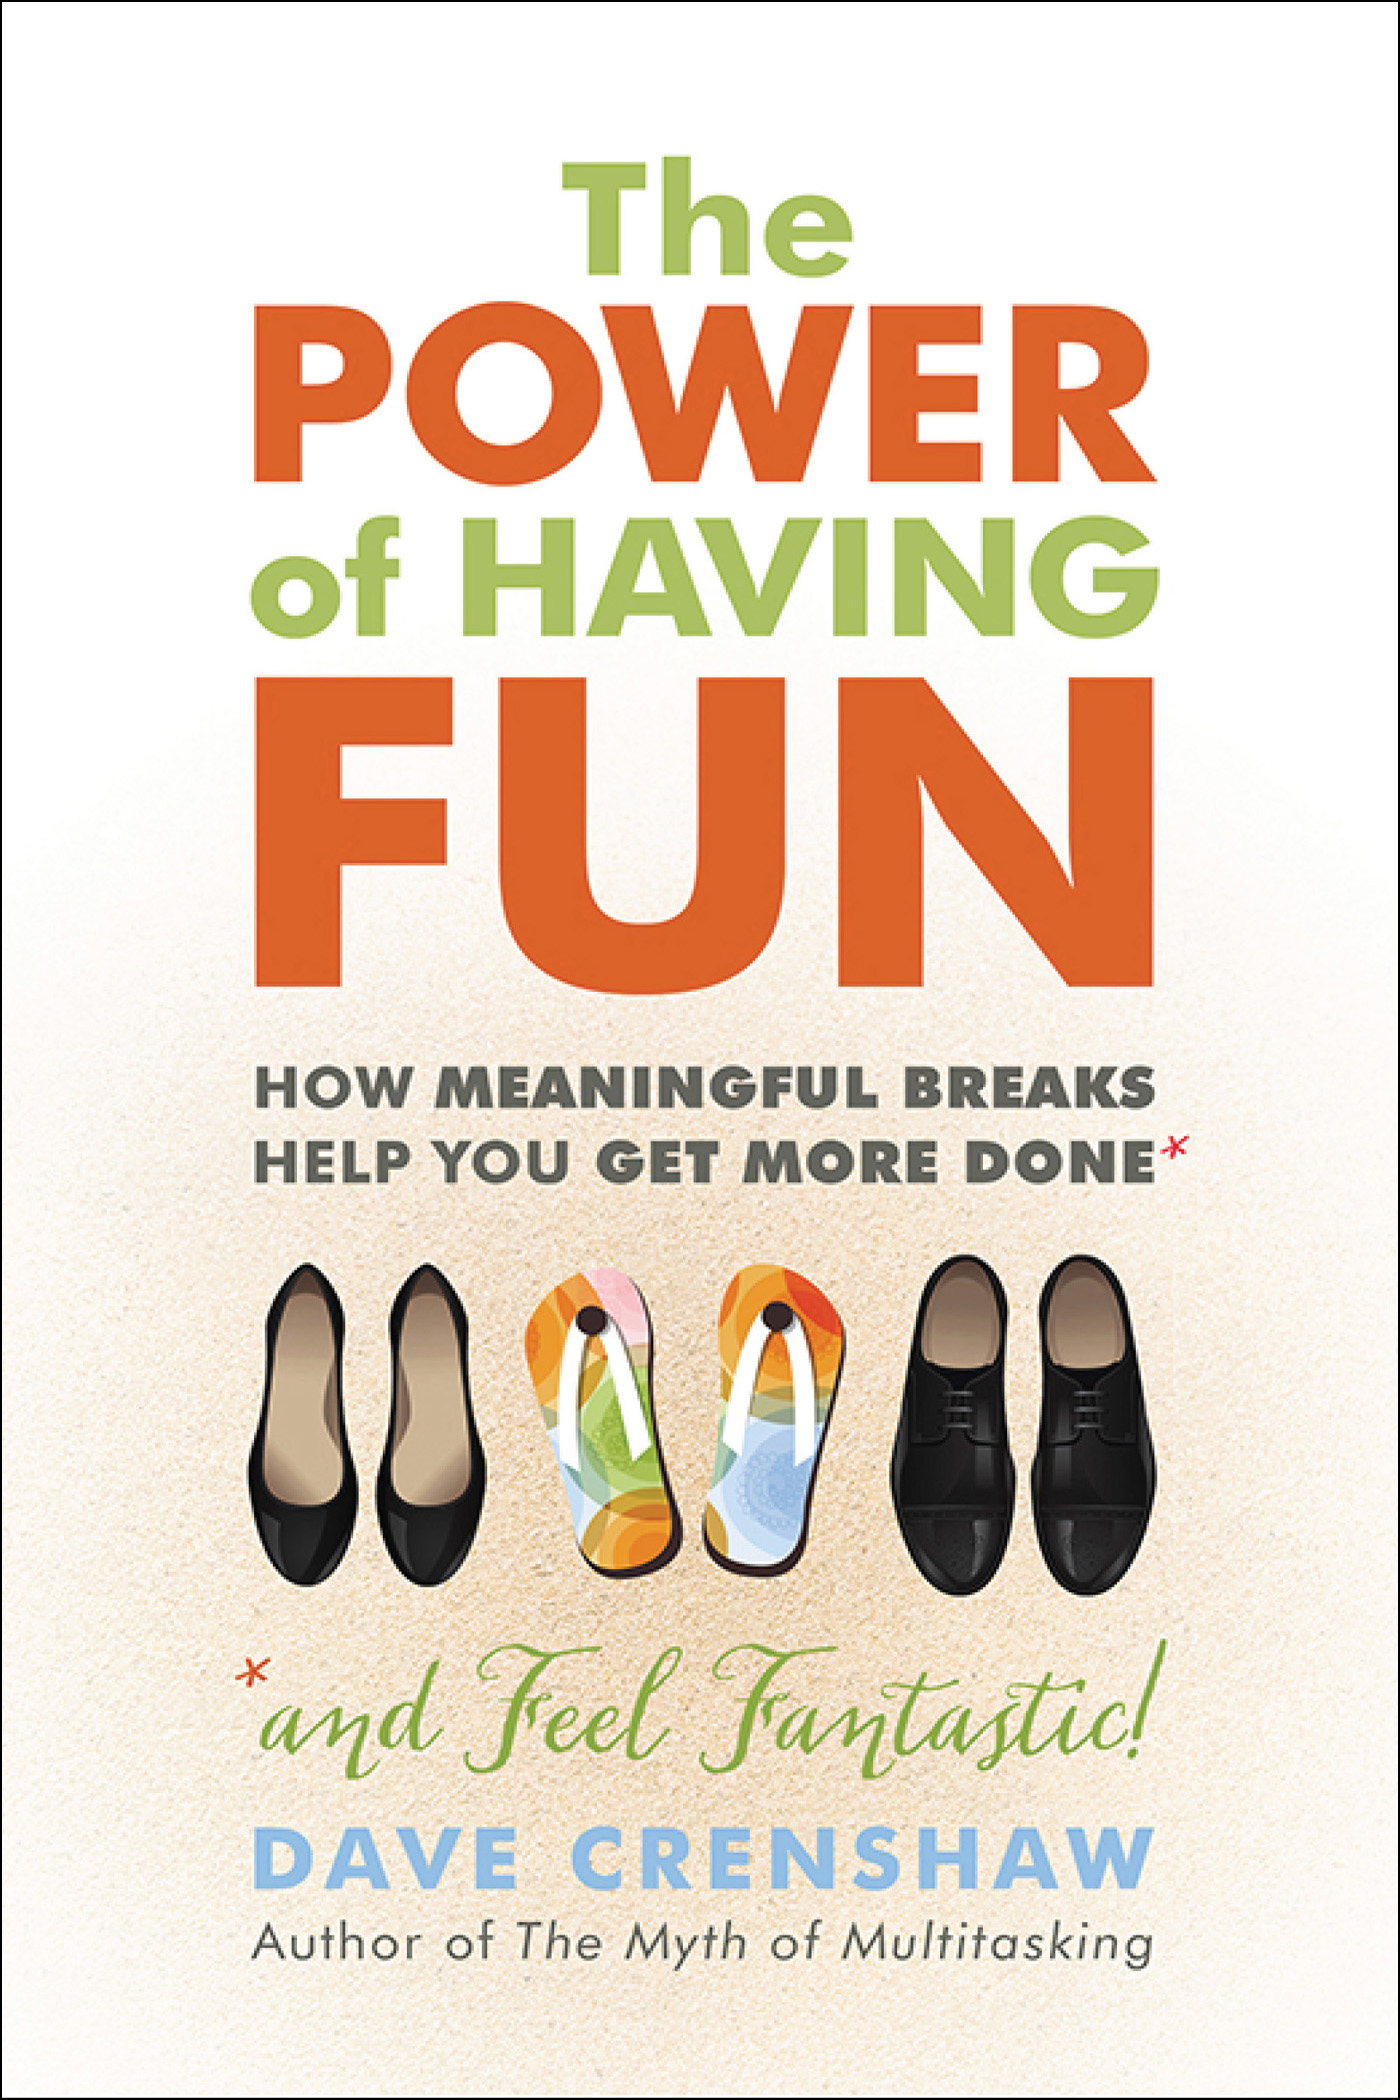 The
POWER
of HAVING
FUN
HOW MEANINGFUL BREAKS
HELP YOU GET MORE DONE*
*and Feel Fantastic!
DAVE CRENSHAW
Author of The Myth of Multitasking